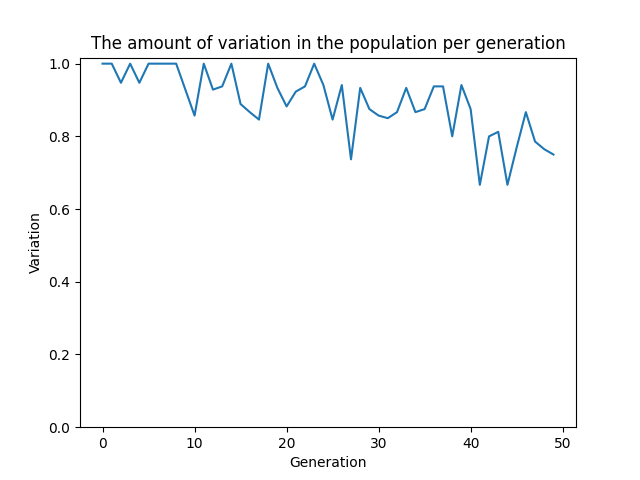 The amount of variation in the population per generation
1.0
0.8
0.6
0.4
0.2
0.0
Variation
0 10 20 30 40 50
Generation